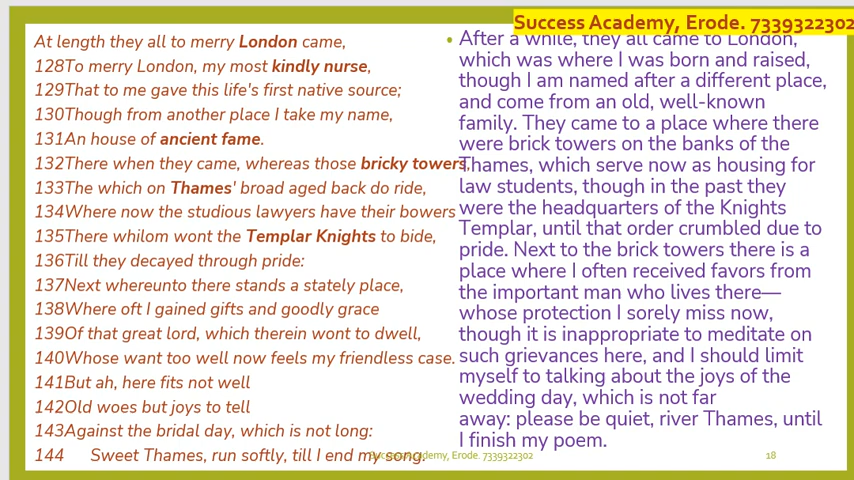 Success Academy, Erode. 7339322302
At length they all to merry London came,
128To merry London, my most kindly nurse,
129That to me gave this life's first native source;
130Though from another place I take my name,
131An house of ancient fame.
132There when they came, whereas those bricky towers,
133The which on Thames' broad aged back do ride,
134Where now the studious lawyers have their bowers
135There whilom wont the Templar Knights to bide,
136Till they decayed through pride:
137Next whereunto there stands a stately place,
138Where oft I gained gifts and goodly grace
139Of that great lord, which therein wont to dwell,
140Whose want too well now feels my friendless case.
141But ah, here fits not well
142Old woes but joys to tell
143Against the bridal day, which is not long:
144 Sweet Thames, run softly, till I end my song.
• After a while, they all came to London,
which was where I was born and raised,
though I am named after a different place,
and come from an old, well-known
family. They came to a place where there
were brick towers on the banks of the
Thames, which serve now as housing for
law students, though in the past they
were the headquarters of the Knights
Templar, until that order crumbled due to
pride. Next to the brick towers there is a
place where I often received favors from
the important man who lives there—
whose protection I sorely miss now,
though it is inappropriate to meditate on
such grievances here, and I should limit
myself to talking about the joys of the
wedding day, which is not far
away: please be quiet, river Thames, until
I finish my poem.
Success Academy, Erode. 7339322302
18